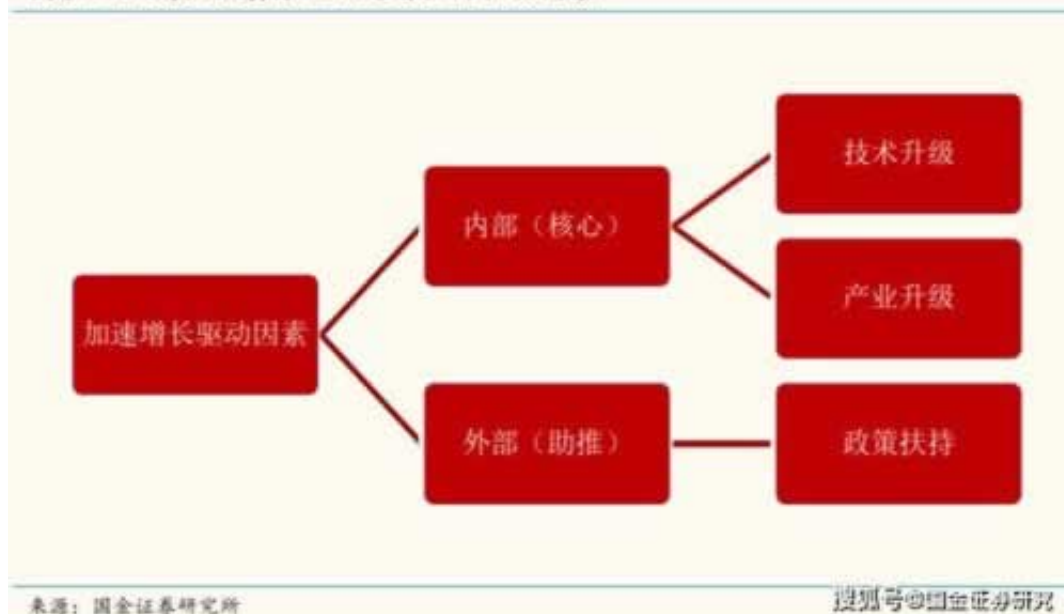 技术升级
内部（核心）
产业升级
加速增长驱动因素
外部（助推）
政策扶持
来源：国金证券研究所
搜狐号@国金证券研究